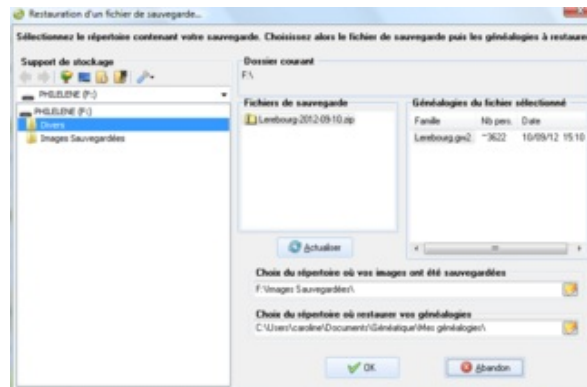 Restauration d'un fichier de sauvegarde...
Sélectionnez le répertoire contenant votre sauvegarde. Choisissez alors le fichier de sauvegarde puis les généalogies à restaurer
Support de stockage
Dossier courant
F:\
PHILELENE (F:)
PHILELENE (F:)
Divers
Images Sauvegardées
Fichiers de sauvegarde
Lerebourg-2012-09-10.zip
Généalogies du fichier sélectionné
Famille Nb pers. Date
Lerebourg.gw2 ~3622 10/09/12 15:10
Actualiser
Choix du répertoire où vos images ont été sauvegardées
F:\Images Sauvegardées\
Choix du répertoire où restaurer vos généalogies
C:\Users\caroline\Documents\Généatique\Mes généalogies\
OK
Abandon